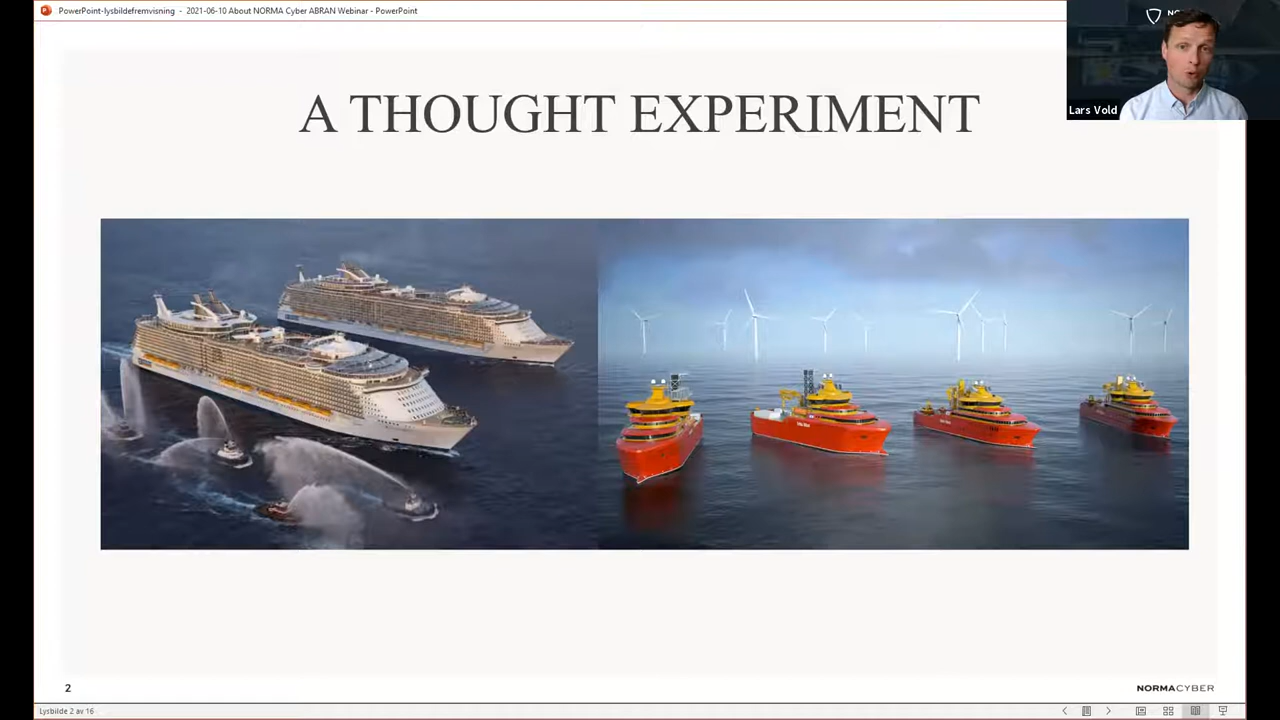 PowerPoint-lysbildefremvisning - 2021-06-10 About NORMA Cyber ABRAN Webinar - PowerPoint
Lars Vold
A THOUGHT EXPERIMENT
2
NORMACYBER
Lysbilde 2 av 16